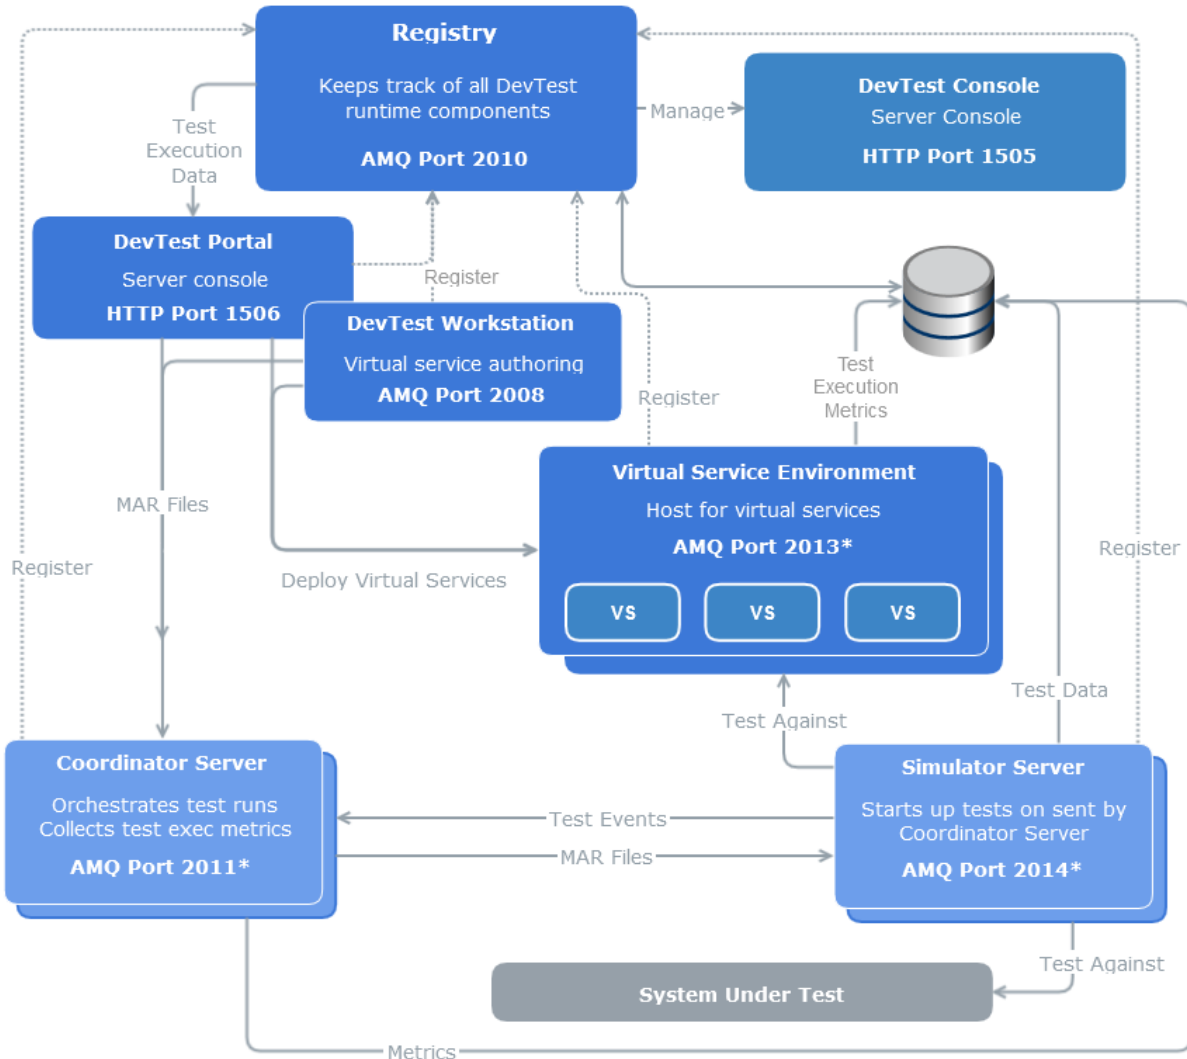 Registry
Keeps track of all DevTest
runtime components
AMQ Port 2010
Manage
DevTest Console
Server Console
HTTP Port 1505
Test
Execution
Data
DevTest Portal
Server console
HTTP Port 1506
Register
DevTest Workstation
Virtual service authoring
AMQ Port 2008
Register
Test
Execution
Metrics
Virtual Service Environment
Host for virtual services
AMQ Port 2013*
VS
VS
VS
MAR Files
Register
Deploy Virtual Services
Register
Test Data
Test Against
Coordinator Server
Orchestrates test runs
Collects test exec metrics
AMQ Port 2011*
Test Events
MAR Files
Simulator Server
Starts up tests on sent by
Coordinator Server
AMQ Port 2014*
Test Against
System Under Test
Metrics